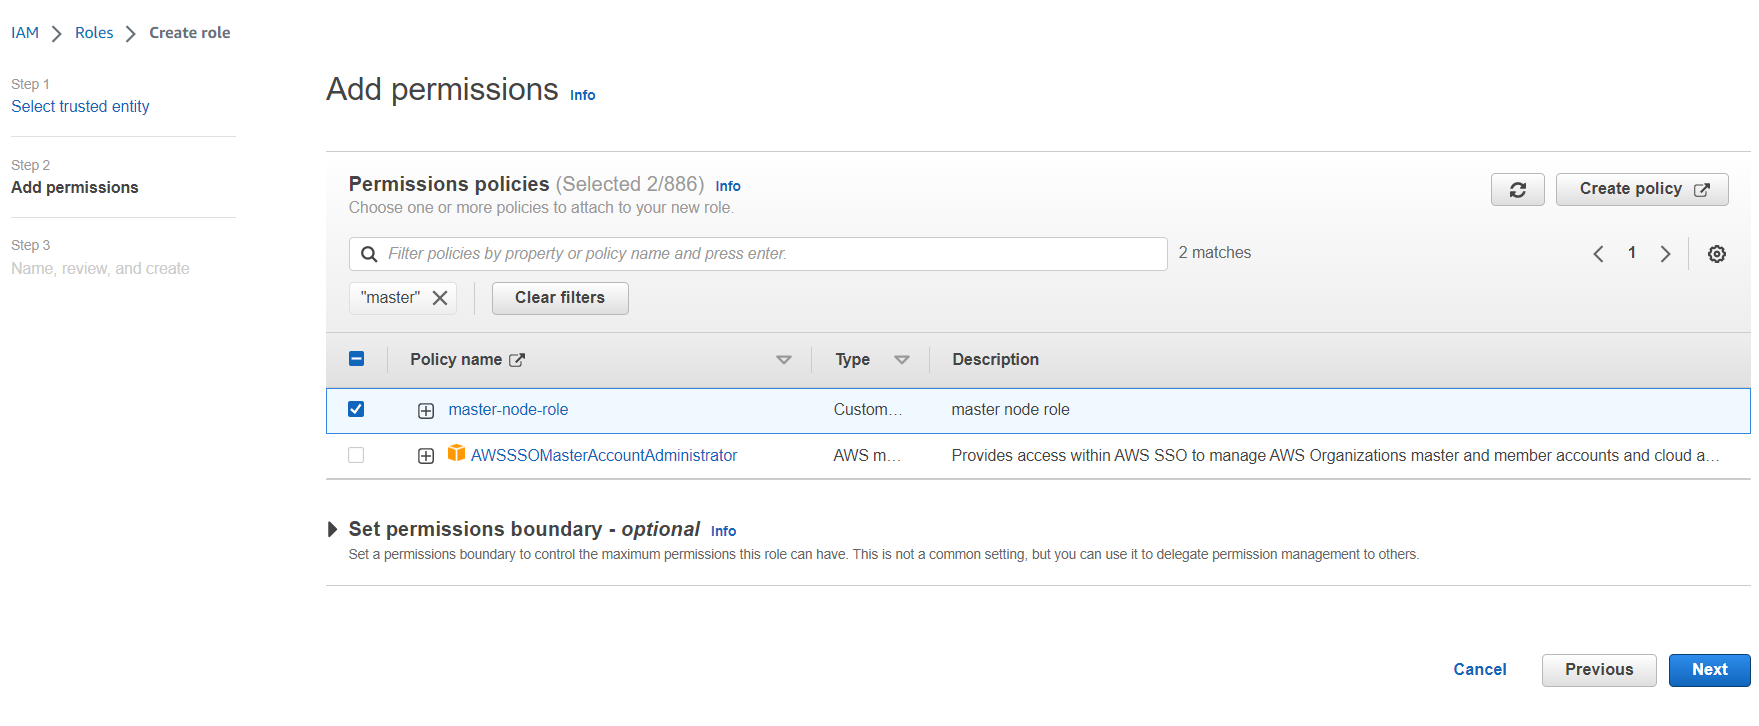 IAM > Roles > Create role
Step 1
Select trusted entity
Step 2
Add permissions
Step 3
Name, review, and create
Add permissions Info
Permissions policies (Selected 2/886) Info
Choose one or more policies to attach to your new role.
Create policy
Filter policies by property or policy name and press enter.
2 matches
1
"master"
Clear filters
Policy name Type Description
master-node-role Custom... master node role
AWSSSOMasterAccountAdministrator AWS m... Provides access within AWS SSO to manage AWS Organizations master and member accounts and cloud a...
Set permissions boundary - optional Info
Set a permissions boundary to control the maximum permissions this role can have. This is not a common setting, but you can use it to delegate permission management to others.
Cancel Previous Next